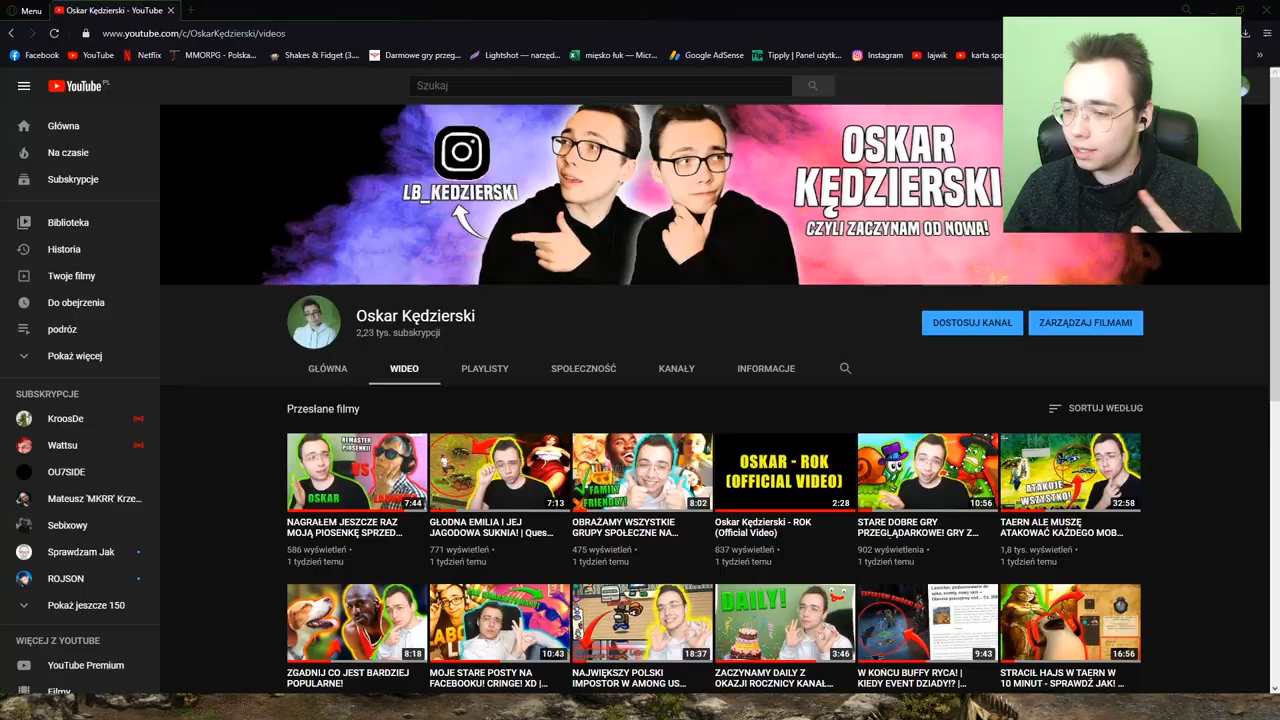 Menu
Oskar Kędzierski - YouTube
www.youtube.com/c/OskarKędzierski/videos
Facebook
YouTube
Netflix
MMORPG - Polska...
Shakes & Fidget (3....
Darmowe gry przeg...
Lightshot — narzęd...
mięsko łuk — Micr...
Google AdSense
Tipply | Panel użytk...
Instagram
lajwik
karta spo
YouTube PL
Szukaj
Główna
Na czasie
Subskrypcje
Biblioteka
Historia
Twoje filmy
Do obejrzenia
podróż
Pokaż więcej
SUBSKRYPCJE
KroosDe
Wattsu
OU7SIDE
Mateusz 'MKRR' Krze...
Sebixowy
Sprawdzam Jak
ROJSON
Pokaż jeszcze 150
WIĘCEJ Z YOUTUBE
YouTube Premium
Filmy
LB_KĘDZIERSKI
OSKAR
KĘDZIERSKI
CZYLI ZACZYNAM OD NOWA!
Oskar Kędzierski
2,23 tys. subskrypcji
DOSTOSUJ KANAŁ
ZARZĄDZAJ FILMAMI
GŁÓWNA
WIDEO
PLAYLISTY
SPOŁECZNOŚĆ
KANAŁY
INFORMACJE
Przesłane filmy
SORTUJ WEDŁUG
REMASTER
PIOSENKI!
VS
OSKAR
7:44
NAGRAŁEM JESZCZE RAZ
MOJĄ PIOSENKĘ SPRZED...
586 wyświetleń •
1 tydzień temu
7:13
GŁODNA EMILIA I JEJ
JAGODOWA SUKNIA! | Ques...
771 wyświetleń •
1 tydzień temu
FAMILY
FRIENDLY!
8:02
OBRAŻAMY WSZYSTKIE
GRUPY SPOŁECZNE NA...
475 wyświetleń •
1 tydzień temu
OSKAR - ROK
(OFFICIAL VIDEO)
2:28
Oskar Kędzierski - ROK
(Official Video)
837 wyświetleń •
1 tydzień temu
10:56
STARE DOBRE GRY
PRZEGLĄDARKOWE! GRY Z...
902 wyświetlenia •
1 tydzień temu
ATAKUJE
WSZYSTKO!
32:58
TAERN ALE MUSZĘ
ATAKOWAĆ KAŻDEGO MOB...
1,8 tys. wyświetleń •
1 tydzień temu
ZGADNIJ CO JEST BARDZIEJ
POPULARNE!
10:43
MOJE STARE POSTY NA
FACEBOOKU! CRINGE XD |...
NAJWIĘKSZY POLSKI
IMPOSTOR W AMONG US...
DAILY!
3:46
ZACZYNAMY DAILY Z
OKAZJI ROCZNICY KANAŁ...
9:43
W KOŃCU BUFFY RYCA! |
KIEDY EVENT DZIADY!? |...
16:56
STRACIŁ HAJS W TAERN W
10 MINUT - SPRAWDŹ JAK! ...